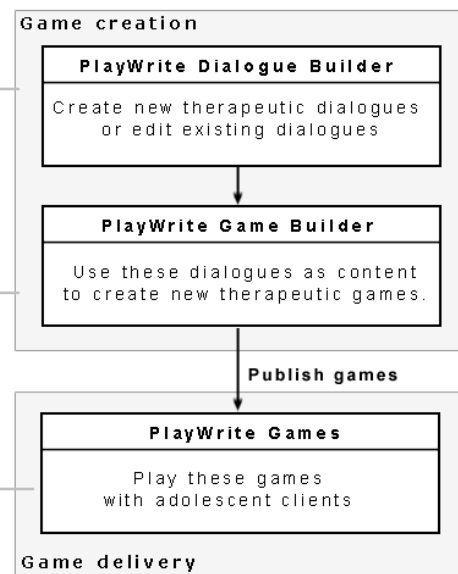 Game creation
PlayWrite Dialogue Builder
Create new therapeutic dialogues
or edit existing dialogues
PlayWrite Game Builder
Use these dialogues as content
to create new therapeutic games.
Publish games
PlayWrite Games
Play these games
with adolescent clients
Game delivery